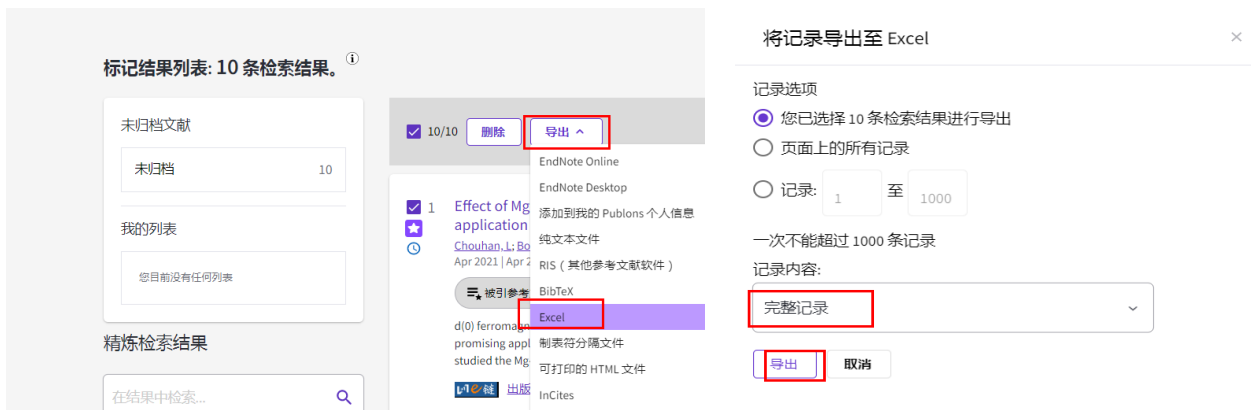 标记结果列表: 10 条检索结果。
未归档文献
未归档 10
我的列表
您目前没有任何列表
精炼检索结果
在结果中检索...
10/10 删除 导出
EndNote Online
EndNote Desktop
添加到我的 Publons 个人信息
纯文本文件
RIS（其他参考文献软件）
BibTeX
Excel
制表符分隔文件
可打印的 HTML 文件
InCites
1 Effect of Mg
application
Chouhan, L; Bo
Apr 2021 | Apr 2
被引参考
d(0) ferromagn
promising appl
studied the Mg
出版
将记录导出至 Excel
记录选项
您已选择 10 条检索结果进行导出
页面上的所有记录
记录: 1 至 1000
一次不能超过 1000 条记录
记录内容:
完整记录
导出 取消